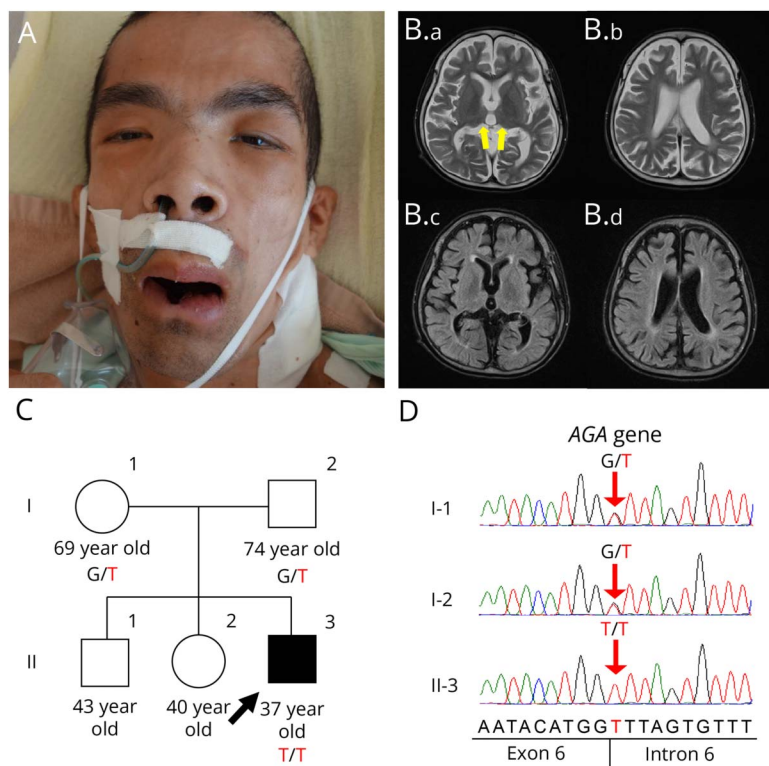 A
B.a
B.b
B.c
B.d
C
I
1
2
69 year old
74 year old
G/T
G/T
II
1
2
3
43 year
old
40 year
old
37 year
old
T/T
D
AGA gene
G/T
I-1
G/T
I-2
T/T
II-3
AATACATGGTTTAGTGTTT
Exon 6
Intron 6